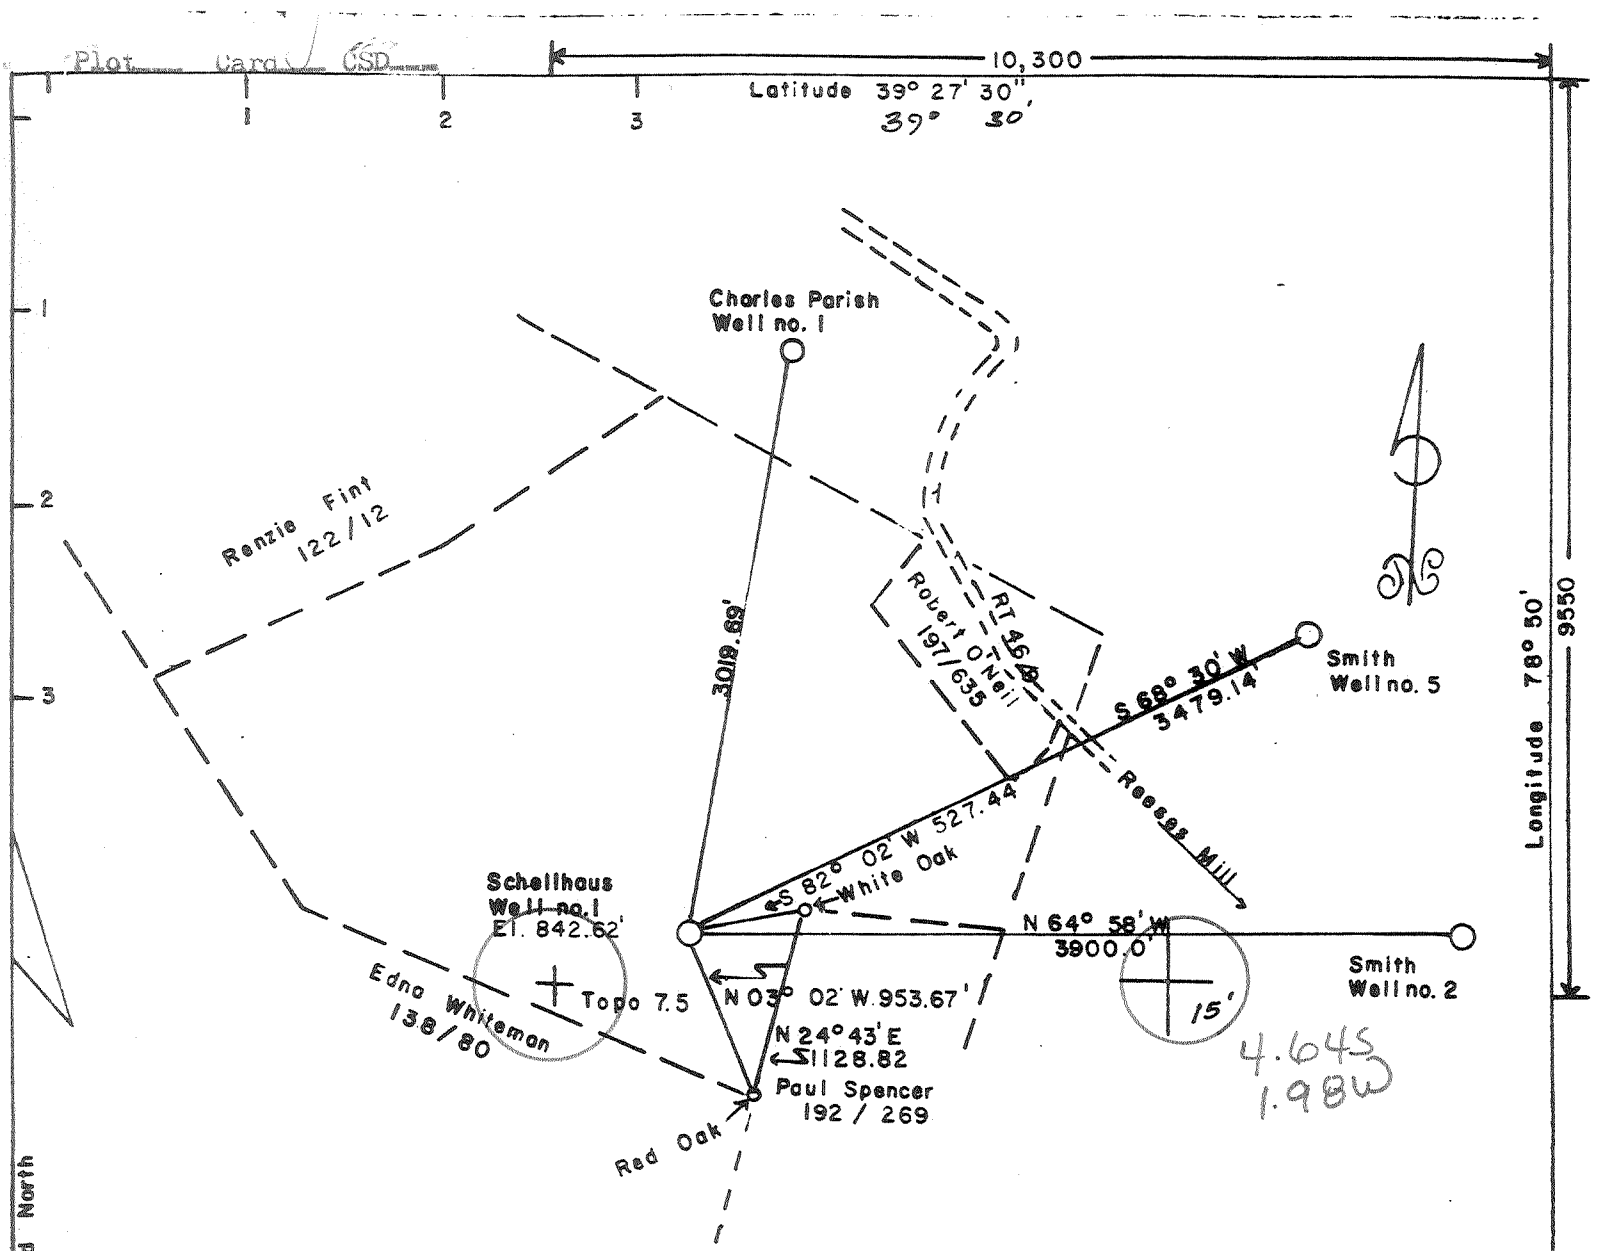 Plot Card CSD
10,300
Latitude 39° 27' 30"
39° 30'
1
2
3
1
2
3
Charles Parish
Well no. 1
Renzie Fint
122/12
3019.69'
Robert O Neil
197/635
RT 46/9
Reeses Mill
S 68° 30' W
3479.14'
Smith
Well no. 5
Longitude 78° 50'
9550
S 82° 02' W 527.44'
White Oak
Schellhaus
Well no. 1
El. 842.62'
N 64° 58' W
3900.0'
Smith
Well no. 2
Edna Whiteman
138/80
Topo 7.5
N 03° 02' W. 953.67'
N 24° 43' E
1128.82
15'
4.64S
1.98W
Paul Spencer
192 / 269
Red Oak
North